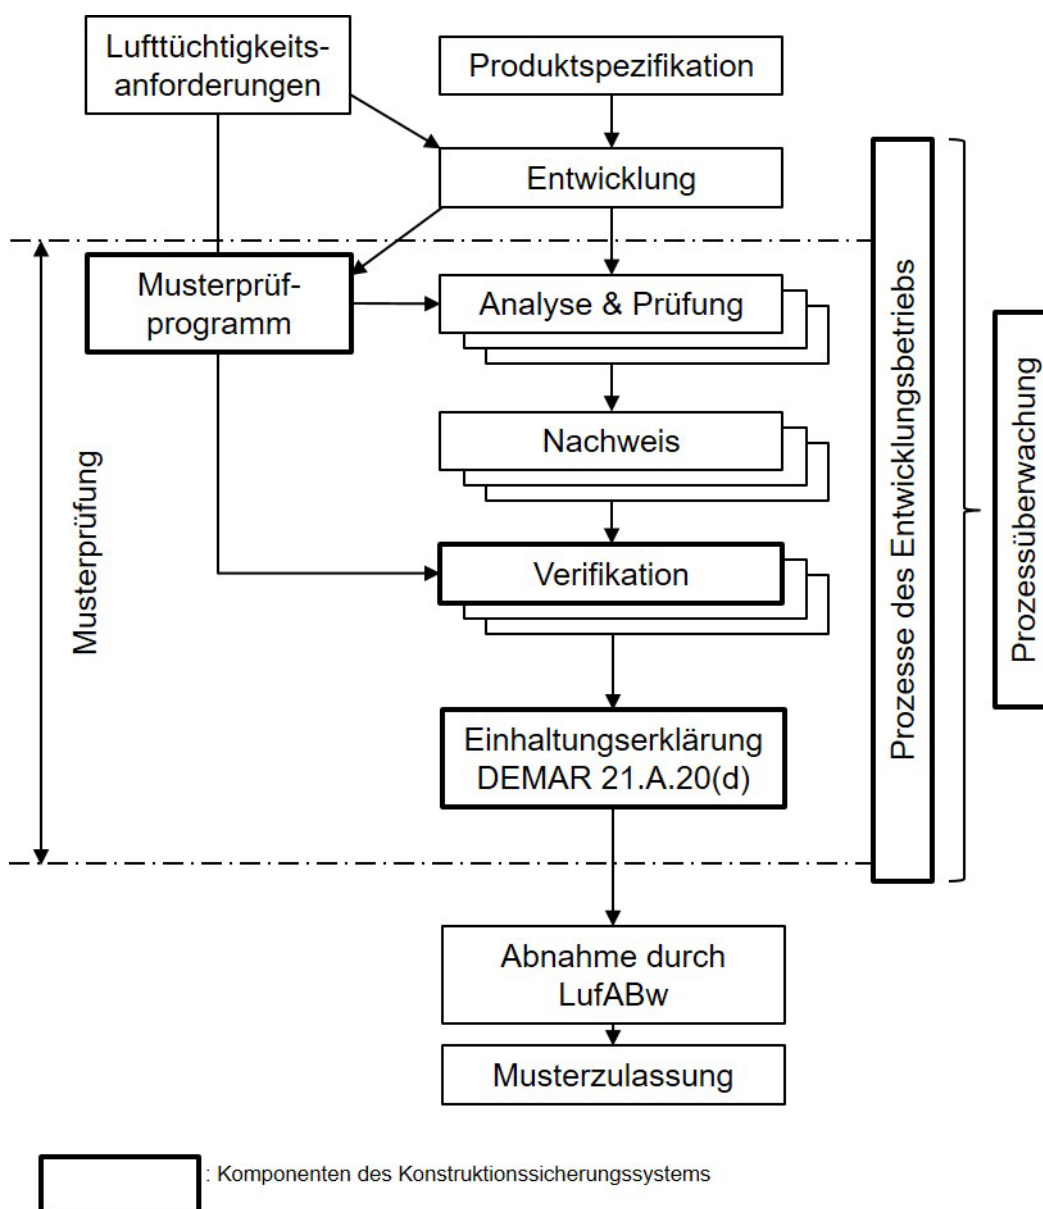 Lufttüchtigkeits-
anforderungen
Produktspezifikation
Entwicklung
Musterprüf-
programm
Analyse & Prüfung
Nachweis
Verifikation
Einhaltungserklärung
DEMAR 21.A.20(d)
Abnahme durch
LufABw
Musterzulassung
Musterprüfung
Prozesse des Entwicklungsbetriebs
Prozessüberwachung
: Komponenten des Konstruktionssicherungssystems